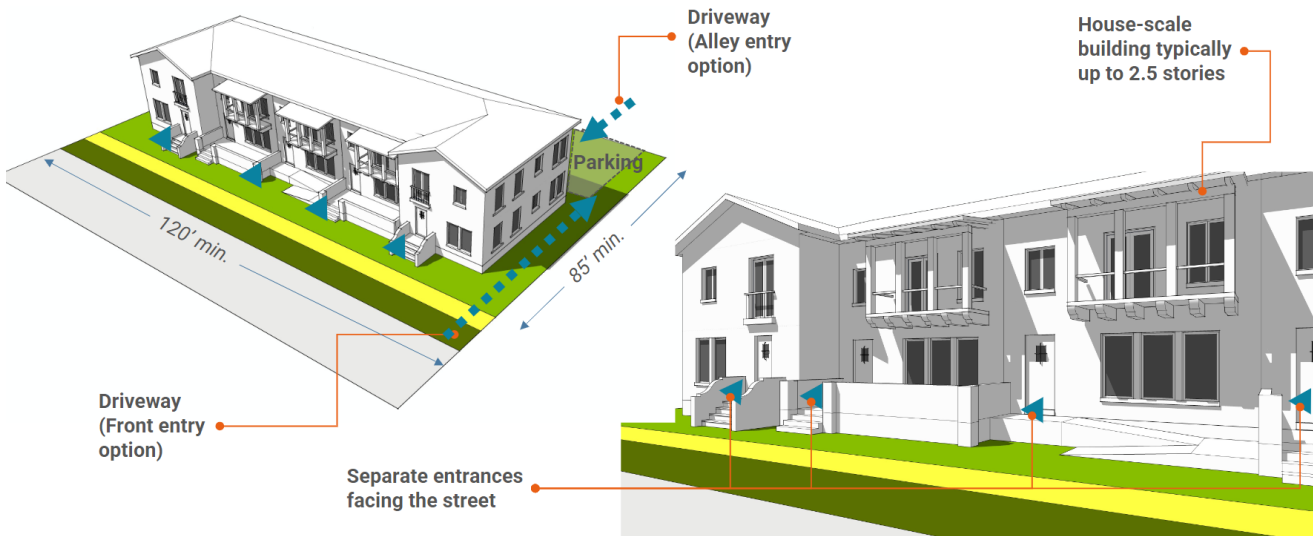 Driveway
(Alley entry
option)
House-scale
building typically
up to 2.5 stories
Parking
120' min.
85' min.
Driveway
(Front entry
option)
Separate entrances
facing the street